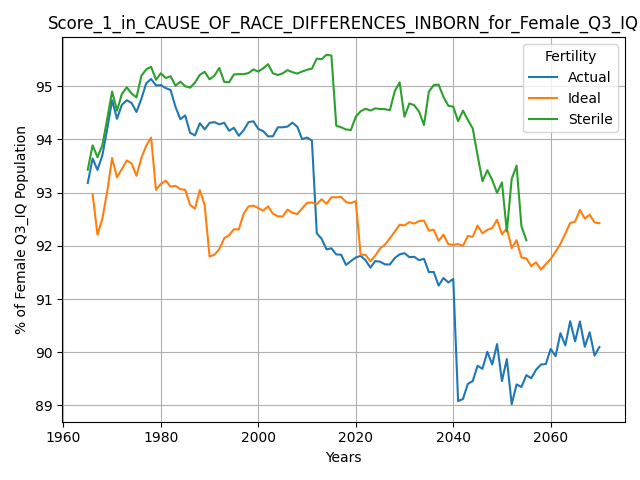 Score_1_in_CAUSE_OF_RACE_DIFFERENCES_INBORN_for_Female_Q3_IQ
Fertility
Actual
Ideal
Sterile
% of Female Q3_IQ Population
95
94
93
92
91
90
89
1960
1980
2000
2020
2040
2060
Years